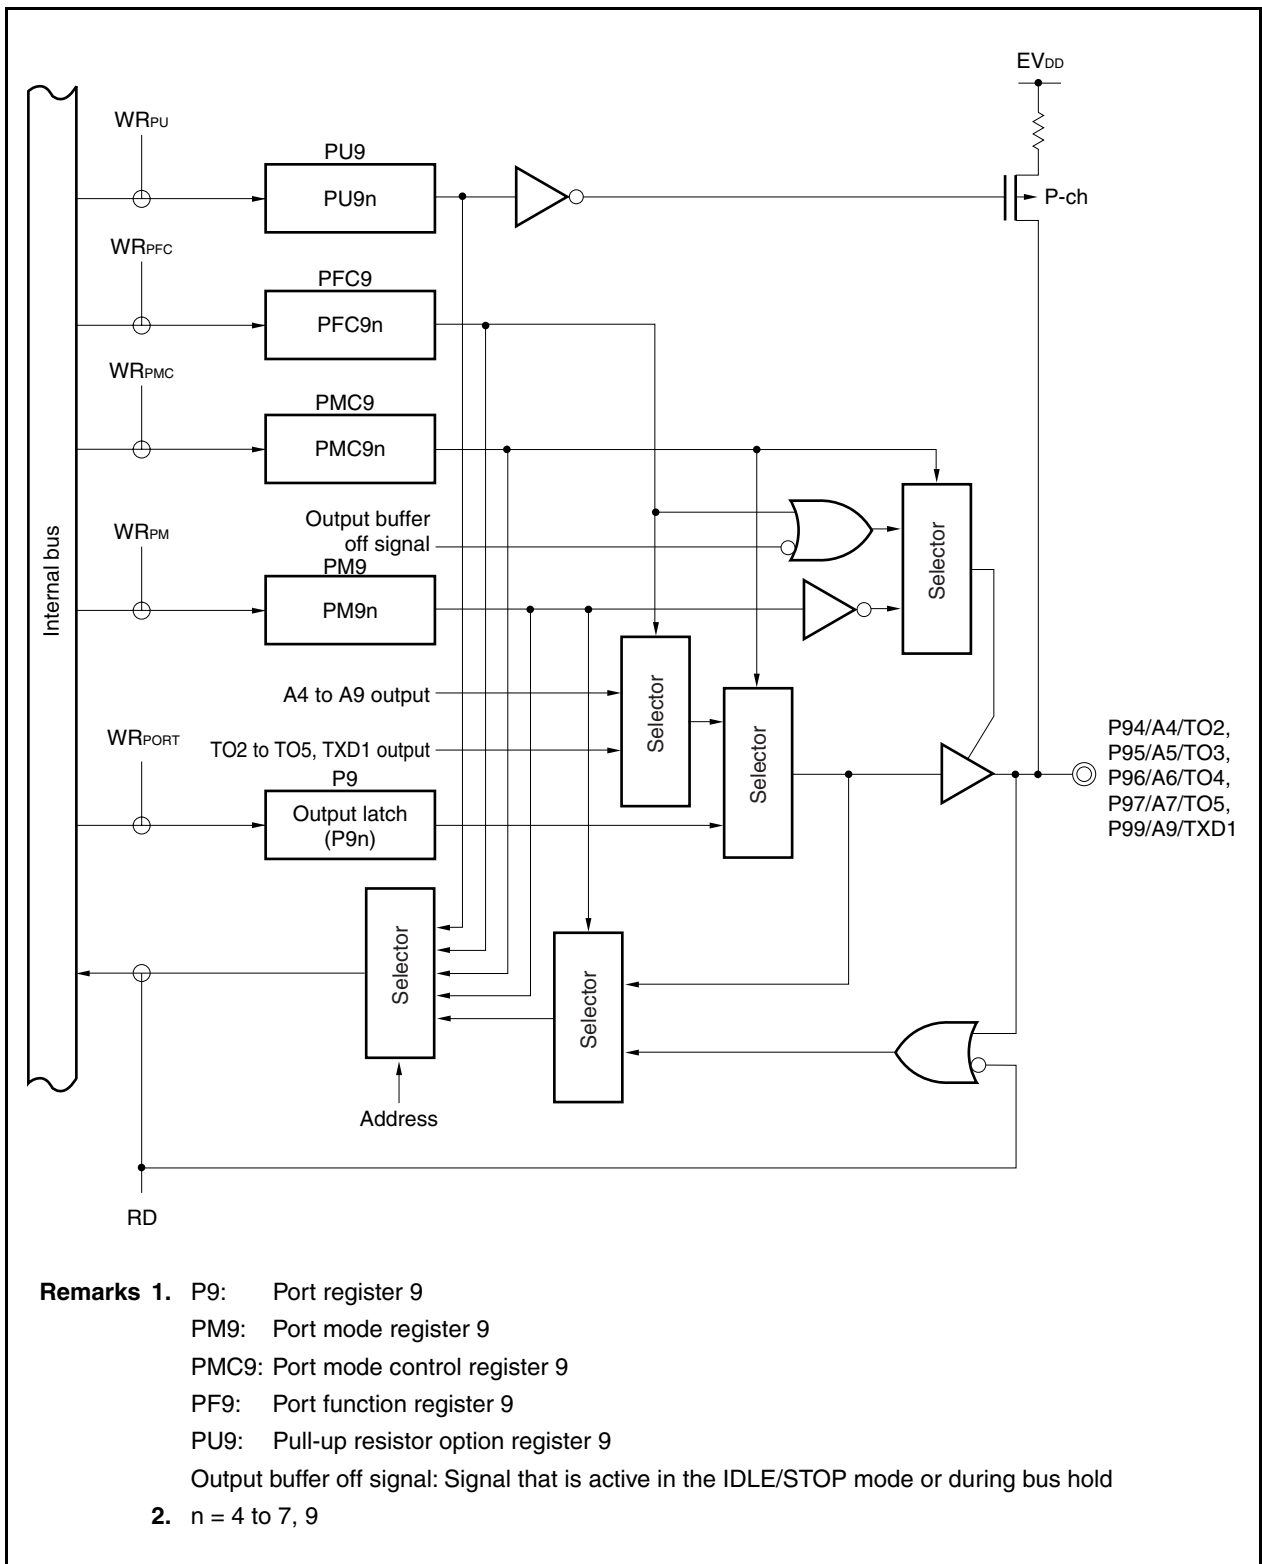 EVDD
WRPU
PU9
PU9n
P-ch
WRPFC
PFC9
PFC9n
WRPMC
PMC9
PMC9n
Output buffer
off signal
Selector
WRPM
PM9
PM9n
Internal bus
A4 to A9 output
Selector
Selector
WRPORT
TO2 to TO5, TXD1 output
P9
Output latch
(P9n)
P94/A4/TO2,
P95/A5/TO3,
P96/A6/TO4,
P97/A7/TO5,
P99/A9/TXD1
Selector
Selector
Address
RD
Remarks 1. P9: Port register 9
PM9: Port mode register 9
PMC9: Port mode control register 9
PF9: Port function register 9
PU9: Pull-up resistor option register 9
Output buffer off signal: Signal that is active in the IDLE/STOP mode or during bus hold
2. n = 4 to 7, 9